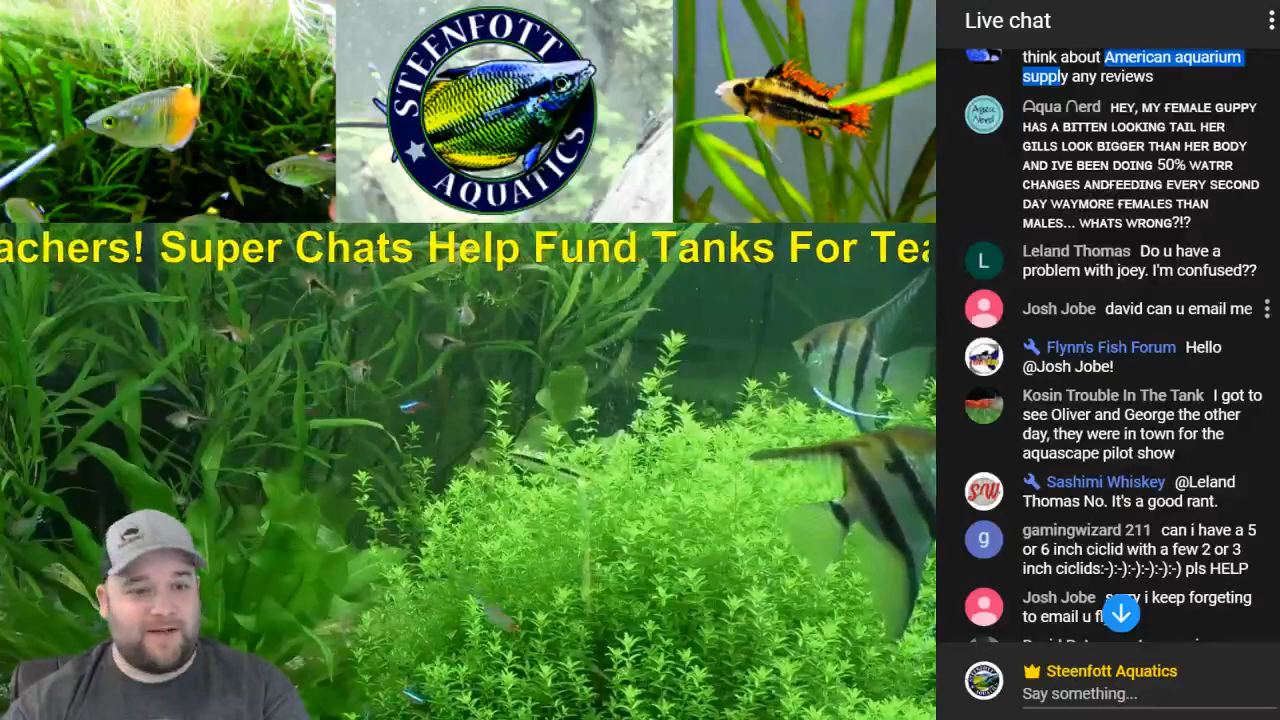 STEENFOTT
AQUATICS
achers! Super Chats Help Fund Tanks For Tea
Live chat
think about American aquarium
supply any reviews
Aqua Nerd HEY, MY FEMALE GUPPY
HAS A BITTEN LOOKING TAIL HER
GILLS LOOK BIGGER THAN HER BODY
AND IVE BEEN DOING 50% WATRR
CHANGES ANDFEEDING EVERY SECOND
DAY WAYMORE FEMALES THAN
MALES... WHATS WRONG?!?
L
Leland Thomas Do u have a
problem with joey. I'm confused??
Josh Jobe david can u email me
Flynn's Fish Forum Hello
@Josh Jobe!
Kosin Trouble In The Tank I got to
see Oliver and George the other
day, they were in town for the
aquascape pilot show
SW
Sashimi Whiskey @Leland
Thomas No. It's a good rant.
g
gamingwizard 211 can i have a 5
or 6 inch ciclid with a few 2 or 3
inch ciclids:-):-):-):-):-):-) pls HELP
Josh Jobe i keep forgeting
to email u
Steenfott Aquatics
Say something...